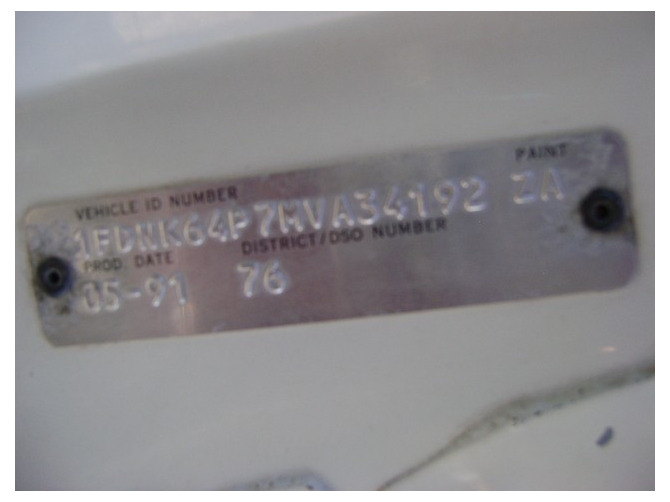 VEHICLE ID NUMBER PAINT
1FDNK64P7MVA34192 ZA
PROD. DATE DISTRICT/DSO NUMBER
05-91 76